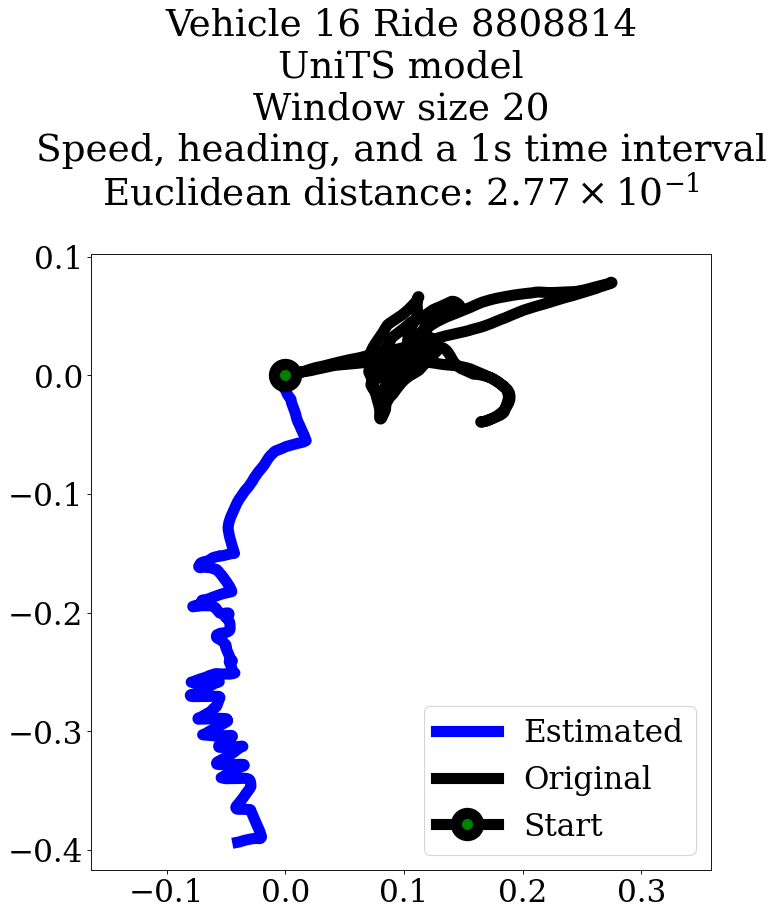 Vehicle 16 Ride 8808814
UniTS model
Window size 20
Speed, heading, and a 1s time interval
Euclidean distance: 2.77 × 10⁻¹
0.1
0.0
−0.1
−0.2
−0.3
−0.4
Estimated
Original
Start
−0.1 0.0 0.1 0.2 0.3